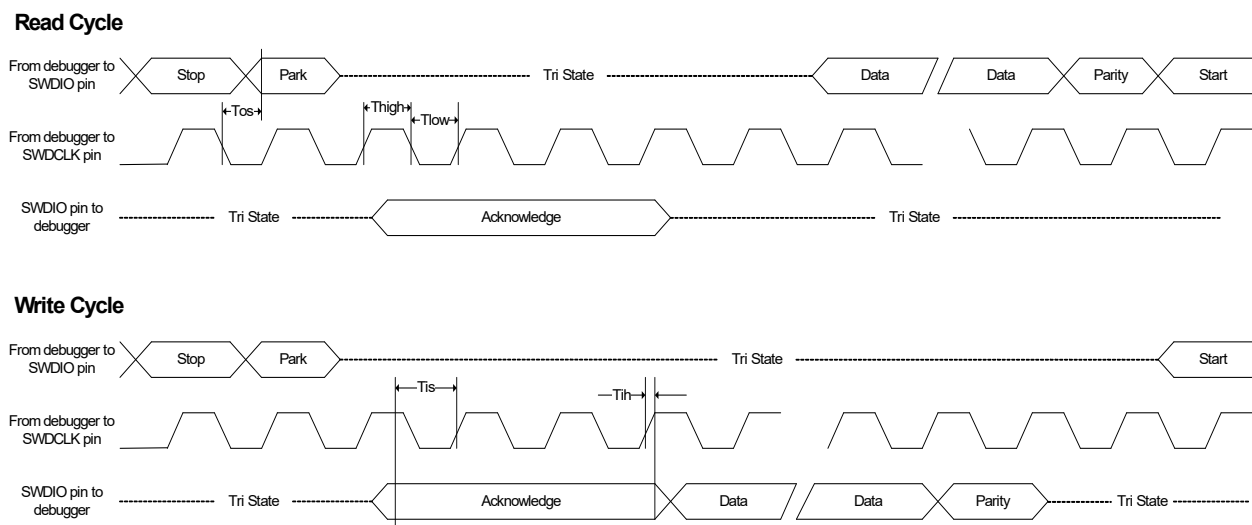 Read Cycle
From debugger to
SWDIO pin
Stop
Park
Tri State
Data
Data
Parity
Start
Tos
Thigh
Tlow
From debugger to
SWDCLK pin
SWDIO pin to
debugger
Tri State
Acknowledge
Tri State
Write Cycle
From debugger to
SWDIO pin
Stop
Park
Tri State
Start
Tis
Tih
From debugger to
SWDCLK pin
SWDIO pin to
debugger
Tri State
Acknowledge
Data
Data
Parity
Tri State